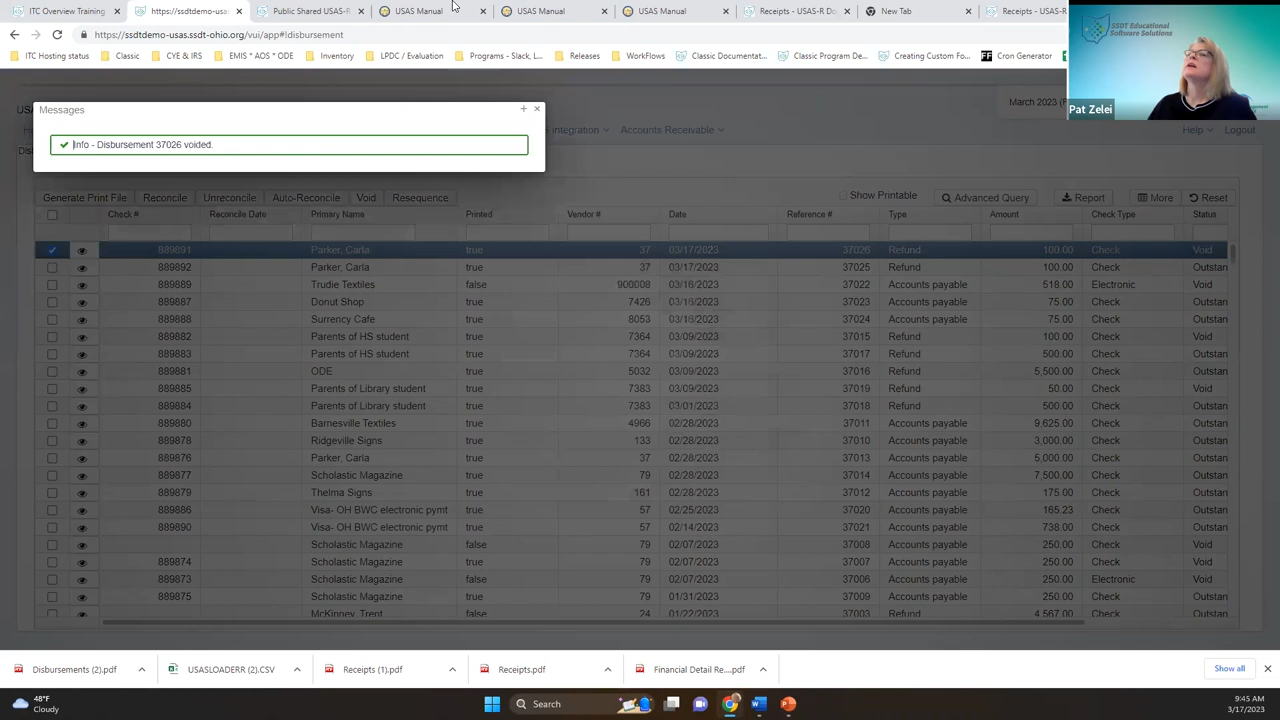 ITC Overview Training
https://ssdtdemo-usas
Public Shared USAS-R
USAS Manual
USAS Manual
USAS Manual
Receipts - USAS-R Do
New Tab
Receipts - USAS-R
https://ssdtdemo-usas.ssdt-ohio.org/vui/app#!disbursement
ITC Hosting status
Classic
CYE & IRS
EMIS * AOS * ODE
Inventory
LPDC / Evaluation
Programs - Slack, L...
Releases
WorkFlows
Classic Documentat...
Classic Program De...
Creating Custom Fo...
Cron Generator
SSDT Educational
Software Solutions
Pat Zelei
March 2023
Messages
Info - Disbursement 37026 voided.
integration
Accounts Receivable
Help
Logout
Generate Print File Reconcile Unreconcile Auto-Reconcile Void Resequence Show Printable Advanced Query Report More Reset
Check # Reconcile Date Primary Name Printed Vendor # Date Reference # Type Amount Check Type Status
889891 Parker, Carla true 37 03/17/2023 37026 Refund 100.00 Check Void
889892 Parker, Carla true 37 03/17/2023 37025 Refund 100.00 Check Outstan
889889 Trudie Textiles false 900008 03/16/2023 37022 Accounts payable 518.00 Electronic Void
889887 Donut Shop true 7426 03/16/2023 37023 Accounts payable 75.00 Check Outstan
889888 Surrency Cafe true 8053 03/16/2023 37024 Accounts payable 75.00 Check Outstan
889882 Parents of HS student true 7364 03/09/2023 37015 Refund 100.00 Check Void
889883 Parents of HS student true 7364 03/09/2023 37017 Refund 500.00 Check Outstan
889881 ODE true 5032 03/09/2023 37016 Refund 5,500.00 Check Outstan
889885 Parents of Library student true 7383 03/09/2023 37019 Refund 50.00 Check Void
889884 Parents of Library student true 7383 03/01/2023 37018 Refund 500.00 Check Outstan
889880 Barnesville Textiles true 4966 02/28/2023 37011 Accounts payable 9,625.00 Check Outstan
889878 Ridgeville Signs true 133 02/28/2023 37010 Accounts payable 3,000.00 Check Outstan
889876 Parker, Carla true 37 02/28/2023 37013 Accounts payable 5,000.00 Check Outstan
889877 Scholastic Magazine true 79 02/28/2023 37014 Accounts payable 7,500.00 Check Outstan
889879 Thelma Signs true 161 02/28/2023 37012 Accounts payable 175.00 Check Outstan
889886 Visa- OH BWC electronic pymt true 57 02/25/2023 37020 Accounts payable 165.23 Check Outstan
889890 Visa- OH BWC electronic pymt true 57 02/14/2023 37021 Accounts payable 738.00 Check Outstan
Scholastic Magazine false 79 02/07/2023 37008 Accounts payable 250.00 Check Void
889874 Scholastic Magazine true 79 02/07/2023 37007 Accounts payable 250.00 Check Outstan
889873 Scholastic Magazine false 79 02/07/2023 37006 Accounts payable 250.00 Electronic Void
889875 Scholastic Magazine true 79 01/31/2023 37009 Accounts payable 250.00 Check Outstan
McKinney, Trent false 24 01/22/2023 37003 Refund 4,567.00 Check Outstan
Disbursements (2).pdf
USASLOADERR (2).CSV
Receipts (1).pdf
Receipts.pdf
Financial Detail Re....pdf
Show all
48°F
Cloudy
Search
9:45 AM
3/17/2023